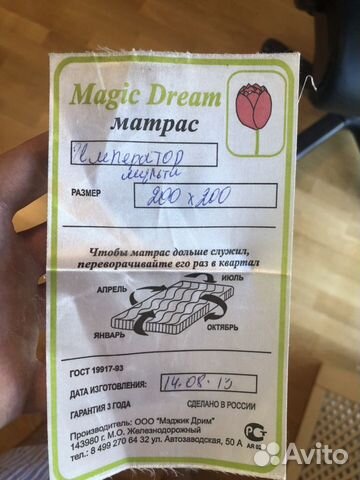 Magic Dream
матрас
Император
мульти
РАЗМЕР 200 x 200
Чтобы матрас дольше служил,
переворачивайте его раз в квартал
ИЮЛЬ
АПРЕЛЬ
ЯНВАРЬ
ОКТЯБРЬ
ГОСТ 19917-93
ДАТА ИЗГОТОВЛЕНИЯ: 14.08.13
ГАРАНТИЯ 3 ГОДА СДЕЛАНО В РОССИИ
Производитель: ООО "Мэджик Дрим"
143980 г. М.О. Железнодорожный
тел.: 8 499 270 64 32 ул. Автозаводская, 50 А
Avito